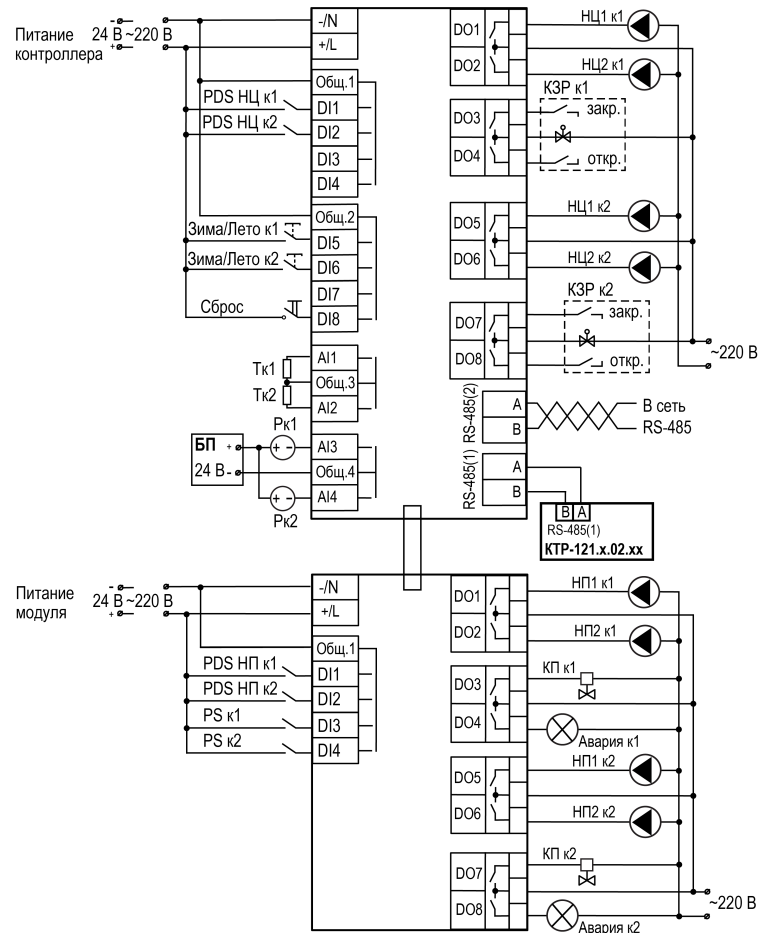 Питание контроллера
- 24 В ~220 В
+
-/N
+/L
Общ.1
PDS НЦ к1
DI1
PDS НЦ к2
DI2
DI3
DI4
Общ.2
Зима/Лето к1
DI5
Зима/Лето к2
DI6
DI7
Сброс
DI8
AI1
Тк1
Общ.3
Тк2
AI2
Рк1
БП +
+ -
AI3
24 В -
Общ.4
+ -
AI4
Рк2
DO1
НЦ1 к1
DO2
НЦ2 к1
КЗР к1
DO3
закр.
DO4
откр.
DO5
НЦ1 к2
DO6
НЦ2 к2
КЗР к2
DO7
закр.
DO8
откр.
~220 В
RS-485(2)
A
B
В сеть
RS-485
RS-485(1)
A
B
B A
RS-485(1)
КТР-121.x.02.xx
Питание модуля
- 24 В ~220 В
+
-/N
+/L
Общ.1
PDS НП к1
DI1
PDS НП к2
DI2
PS к1
DI3
PS к2
DI4
DO1
НП1 к1
DO2
НП2 к1
DO3
КП к1
DO4
Авария к1
DO5
НП1 к2
DO6
НП2 к2
DO7
КП к2
DO8
Авария к2
~220 В